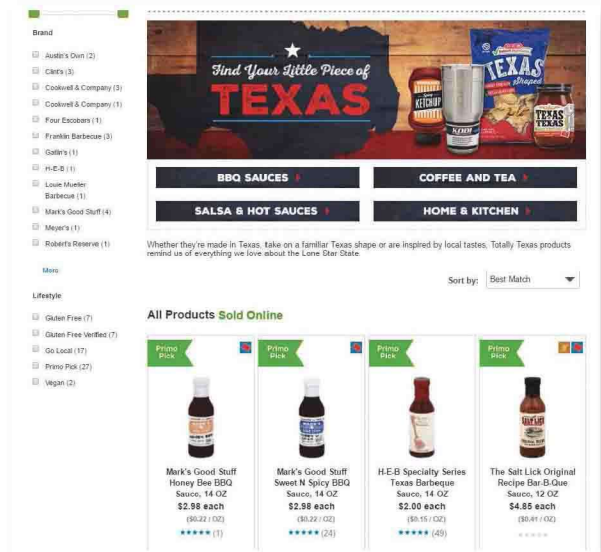 Brand
Austin's Own (2)
Clint's (3)
Cookwell & Company (3)
Cookwell & Company (1)
Four Escobars (1)
Franklin Barbecue (3)
Gatlin's (1)
H-E-B (1)
Louie Mueller
Barbecue (1)
Mark's Good Stuff (4)
Meyer's (1)
Robert's Reserve (1)
More
Lifestyle
Gluten Free (7)
Gluten Free Verified (7)
Go Local (17)
Primo Pick (27)
Vegan (2)
Find Your Little Piece of
TEXAS
Spicy
KETCHUP
KODI
TEXAS
Shaped
TEXAS
TEXAS
BBQ SAUCES
COFFEE AND TEA
SALSA & HOT SAUCES
HOME & KITCHEN
Whether they're made in Texas, take on a familiar Texas shape or are inspired by local tastes, Totally Texas products
remind us of everything we love about the Lone Star State.
Sort by: Best Match
All Products Sold Online
Primo
Pick
MARK'S
Mark's Good Stuff
Honey Bee BBQ
Sauce, 14 OZ
$2.98 each
($0.22 / OZ)
(1)
Primo
Pick
MARK'S
Mark's Good Stuff
Sweet N Spicy BBQ
Sauce, 14 OZ
$2.98 each
($0.22 / OZ)
(24)
Primo
Pick
H-E-B Specialty Series
Texas Barbeque
Sauce, 14 OZ
$2.00 each
($0.15 / OZ)
(49)
Primo
Pick
SALT LICK
The Salt Lick Original
Recipe Bar-B-Que
Sauce, 12 OZ
$4.85 each
($0.41 / OZ)